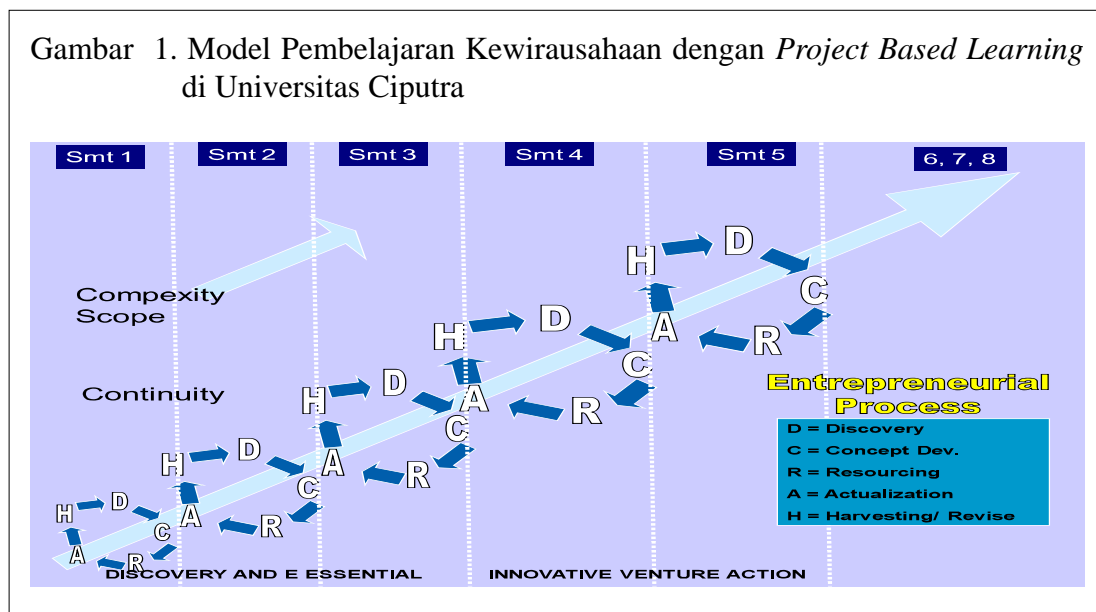 Gambar 1. Model Pembelajaran Kewirausahaan dengan Project Based Learning
di Universitas Ciputra
Smt 1 Smt 2 Smt 3 Smt 4 Smt 5 6, 7, 8
Compexity
Scope
Continuity
H D C R A
H D C R A
H D C R A
H D C R A
H D C R A
Entrepreneurial
Process
D = Discovery
C = Concept Dev.
R = Resourcing
A = Actualization
H = Harvesting/ Revise
DISCOVERY AND E ESSENTIAL INNOVATIVE VENTURE ACTION